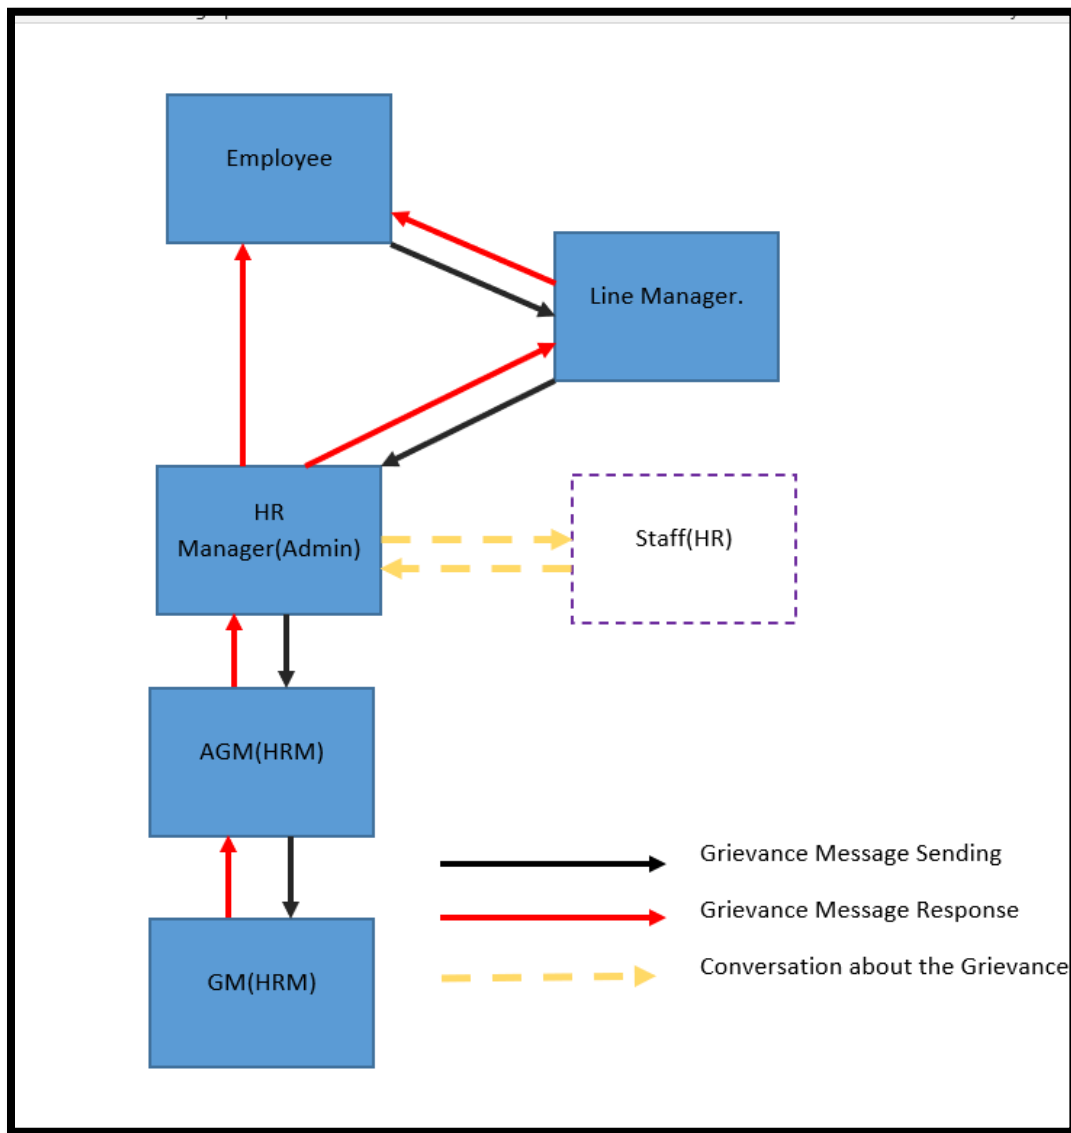 Employee
Line Manager.
HR
Manager(Admin)
Staff(HR)
AGM(HRM)
GM(HRM)
Grievance Message Sending
Grievance Message Response
Conversation about the Grievance